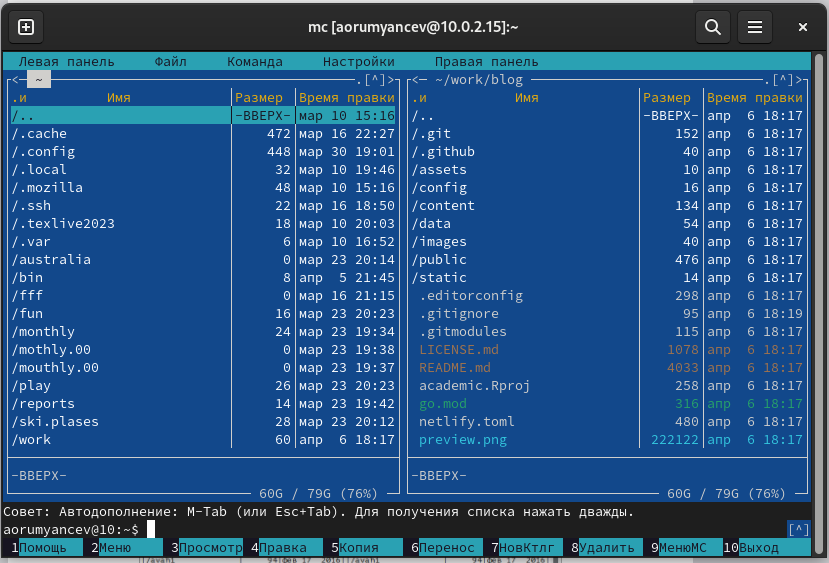 mc [aorumyancev@10.0.2.15]:~
Левая панель Файл Команда Настройки Правая панель
<─ ~ .[^]> <─ ~/work/blog .[^]>
.и Имя Размер Время правки .и Имя Размер Время правки
/.. -ВВЕРХ- мар 10 15:16 /.. -ВВЕРХ- апр 6 18:17
/.cache 472 мар 16 22:27 /.git 152 апр 6 18:17
/.config 448 мар 30 19:01 /.github 40 апр 6 18:17
/.local 32 мар 10 19:46 /assets 10 апр 6 18:17
/.mozilla 48 мар 10 15:16 /config 16 апр 6 18:17
/.ssh 22 мар 16 18:50 /content 134 апр 6 18:17
/.texlive2023 18 мар 10 20:03 /data 54 апр 6 18:17
/.var 6 мар 10 16:52 /images 40 апр 6 18:17
/australia 0 мар 23 20:14 /public 476 апр 6 18:17
/bin 8 апр 5 21:45 /static 14 апр 6 18:17
/fff 0 мар 16 21:15 .editorconfig 298 апр 6 18:17
/fun 16 мар 23 20:23 .gitignore 95 апр 6 18:19
/monthly 24 мар 23 19:34 .gitmodules 115 апр 6 18:17
/mothly.00 0 мар 23 19:38 LICENSE.md 1078 апр 6 18:17
/mouthly.00 0 мар 23 19:37 README.md 4033 апр 6 18:17
/play 26 мар 23 20:23 academic.Rproj 258 апр 6 18:17
/reports 14 мар 23 19:42 go.mod 316 апр 6 18:17
/ski.plases 28 мар 23 20:12 netlify.toml 480 апр 6 18:17
/work 60 апр 6 18:17 preview.png 222122 апр 6 18:17
-ВВЕРХ- -ВВЕРХ-
60G / 79G (76%) 60G / 79G (76%)
Совет: Автодополнение: M-Tab (или Esc+Tab). Для получения списка нажать дважды.
aorumyancev@10:~$ [^]
1Помощь 2Меню 3Просмотр 4Правка 5Копия 6Перенос 7НовКтлг 8Удалить 9МенюМС 10Выход